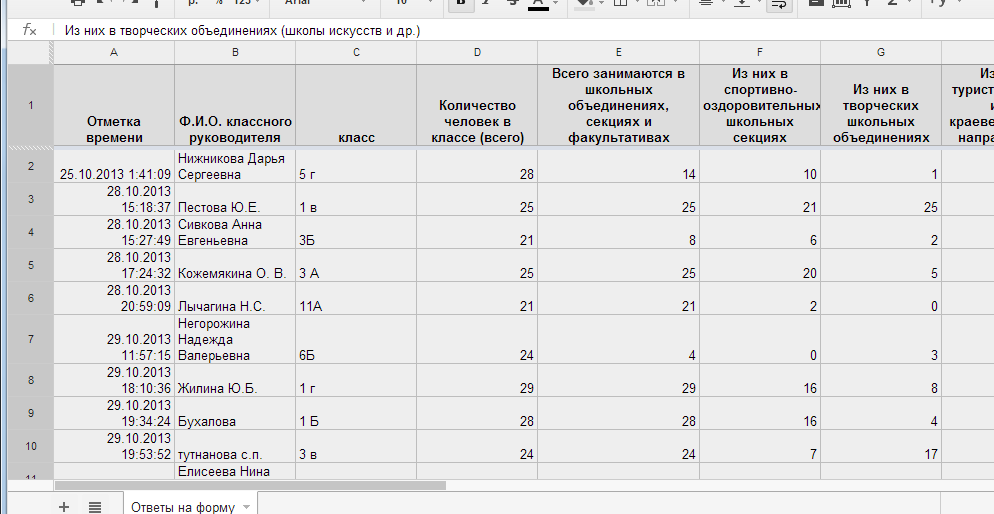 р. % 123 Arial 10 B A
fx Из них в творческих объединениях (школы искусств и др.)
A B C D E F G
1
Отметка
времени
Ф.И.О. классного
руководителя
класс
Количество
человек в
классе (всего)
Всего занимаются в
школьных
объединениях,
секциях и
факультативах
Из них в
спортивно-
оздоровительных
школьных
секциях
Из них в
творческих
школьных
объединениях
Из
турист
и
краеве
напра
Нижникова Дарья
2 25.10.2013 1:41:09 Сергеевна 5 г 28 14 10 1
28.10.2013
3 15:18:37 Пестова Ю.Е. 1 в 25 25 21 25
28.10.2013 Сивкова Анна
4 15:27:49 Евгеньевна 3Б 21 8 6 2
28.10.2013
5 17:24:32 Кожемякина О. В. 3 А 25 25 20 5
28.10.2013
6 20:59:09 Лычагина Н.С. 11А 21 21 2 0
Негорожина
29.10.2013 Надежда
7 11:57:15 Валерьевна 6Б 24 4 0 3
29.10.2013
8 18:10:36 Жилина Ю.Б. 1 г 29 29 16 8
29.10.2013
9 19:34:24 Бухалова 1 Б 28 28 16 4
29.10.2013
10 19:53:52 тутнанова с.п. 3 в 24 24 7 17
11 Елисеева Нина
+ Ответы на форму